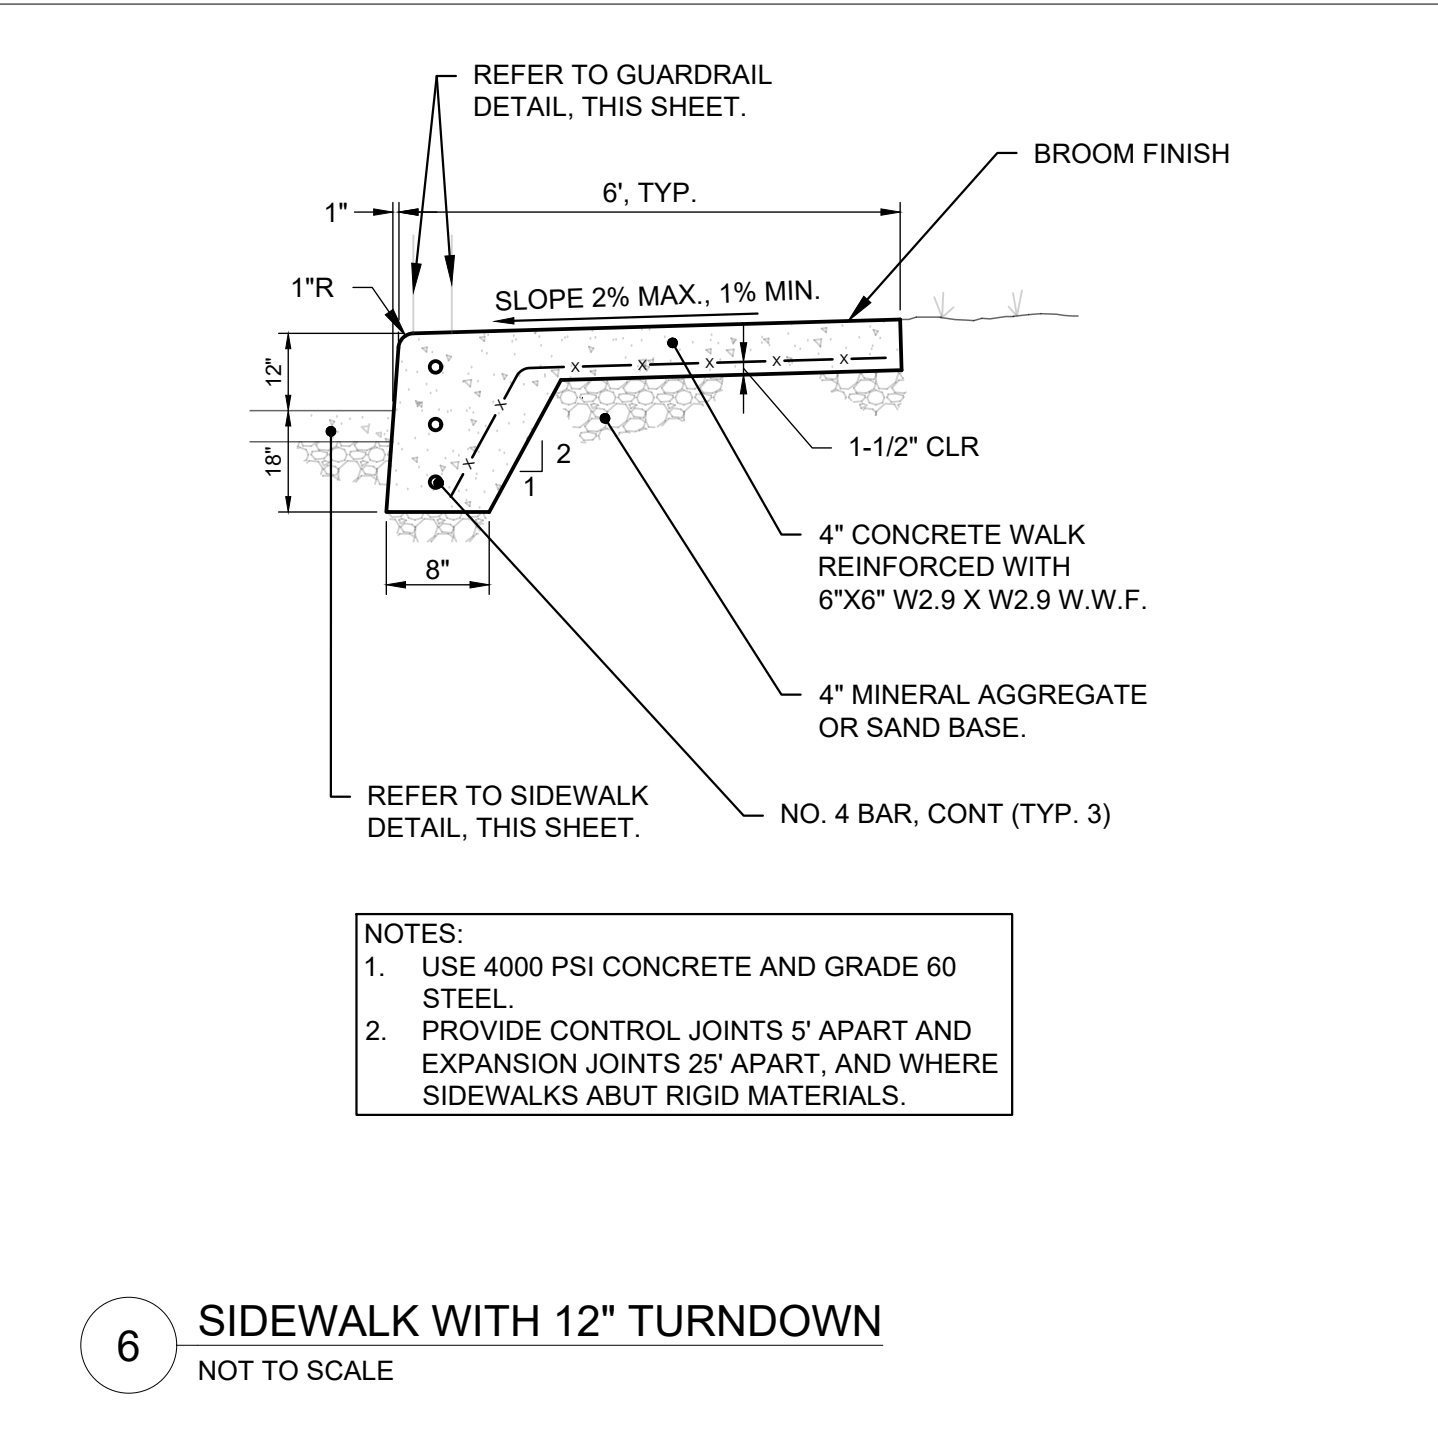 REFER TO GUARDRAIL
DETAIL, THIS SHEET.
BROOM FINISH
6', TYP.
1"
1"R
SLOPE 2% MAX., 1% MIN.
12"
18"
2
1
1-1/2" CLR
8"
4" CONCRETE WALK
REINFORCED WITH
6"X6" W2.9 X W2.9 W.W.F.
4" MINERAL AGGREGATE
OR SAND BASE.
REFER TO SIDEWALK
DETAIL, THIS SHEET.
NO. 4 BAR, CONT (TYP. 3)
NOTES:
1. USE 4000 PSI CONCRETE AND GRADE 60
STEEL.
2. PROVIDE CONTROL JOINTS 5' APART AND
EXPANSION JOINTS 25' APART, AND WHERE
SIDEWALKS ABUT RIGID MATERIALS.
6
SIDEWALK WITH 12" TURNDOWN
NOT TO SCALE